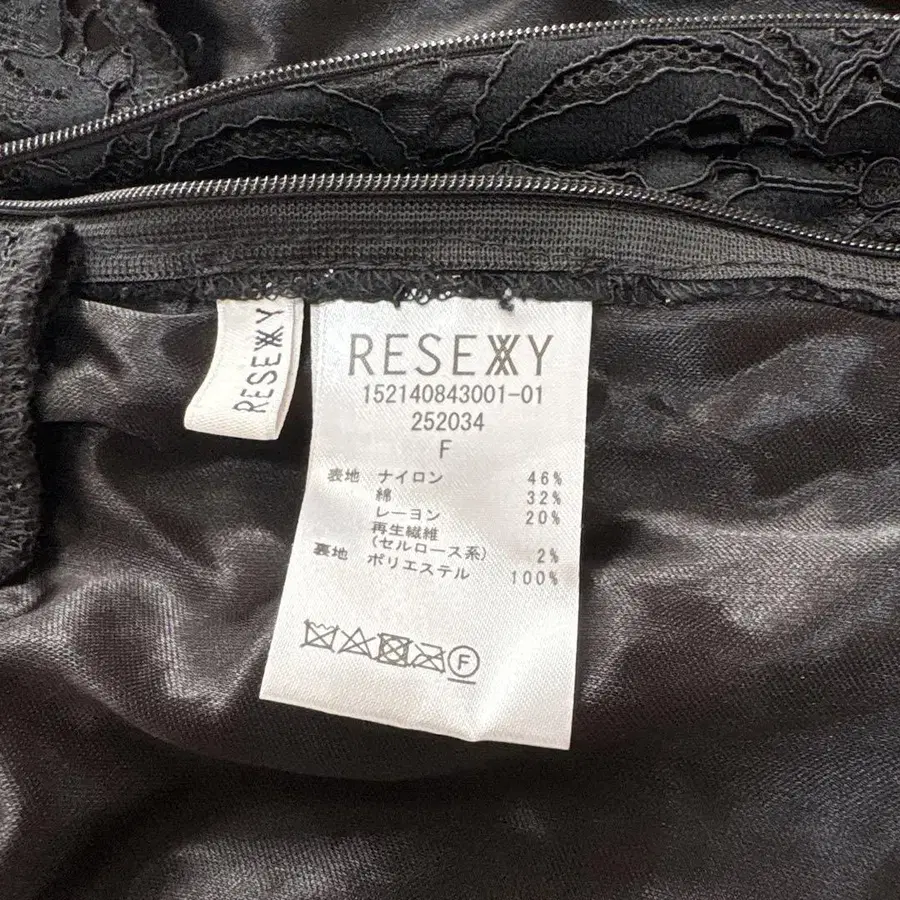 RESEXXY
RESEXXY
152140843001-01
252034
F
表地 ナイロン 46%
綿 32%
レーヨン 20%
再生繊維
(セルロース系) 2%
裏地 ポリエステル 100%
F